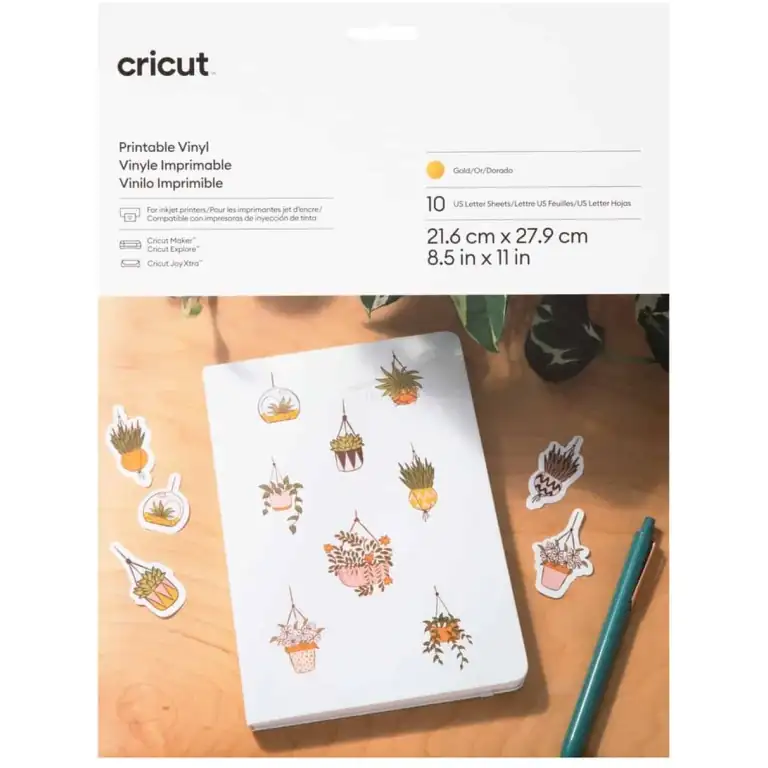 cricut™
Printable Vinyl
Vinyle Imprimable
Vinilo Imprimible
For inkjet printers/Pour les imprimantes jet d'encre/
Compatible con impresoras de inyección de tinta
Cricut Maker™
Cricut Explore™
Cricut Joy Xtra™
Gold/Or/Dorado
10 US Letter Sheets/Lettre US Feuilles/US Letter Hojas
21.6 cm x 27.9 cm
8.5 in x 11 in